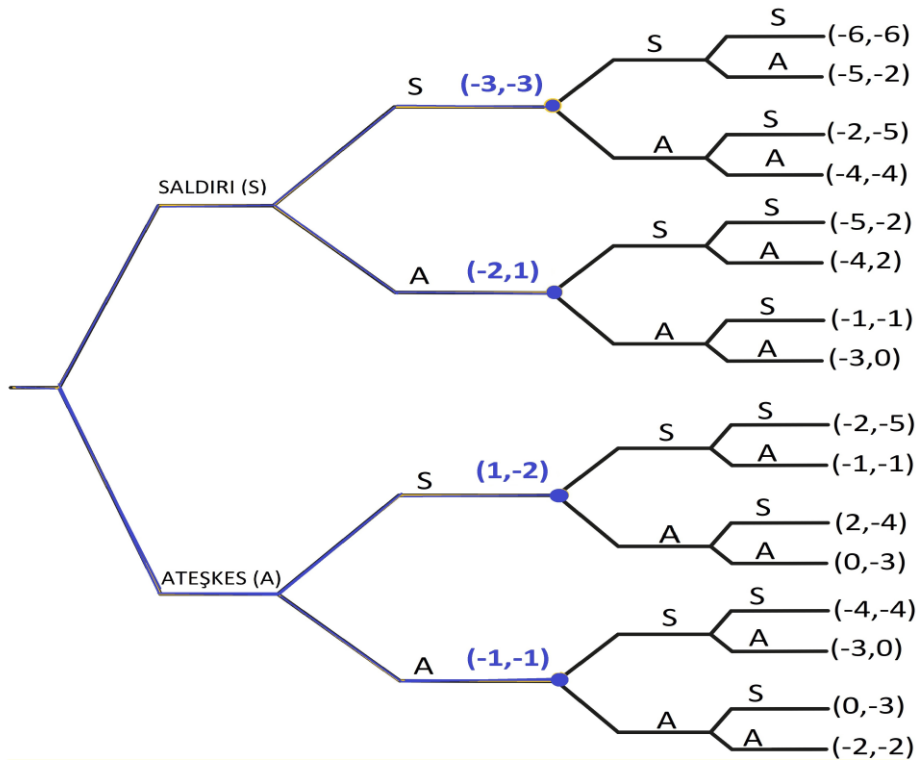 S
S (-6,-6)
S (-3,-3)
A (-5,-2)
A
S (-2,-5)
A (-4,-4)
SALDIRI (S)
S
S (-5,-2)
A (-2,1)
A (-4,2)
A
S (-1,-1)
A (-3,0)
S
S (-2,-5)
S (1,-2)
A (-1,-1)
A
S (2,-4)
A (0,-3)
ATEŞKES (A)
S
S (-4,-4)
A (-1,-1)
A (-3,0)
A
S (0,-3)
A (-2,-2)